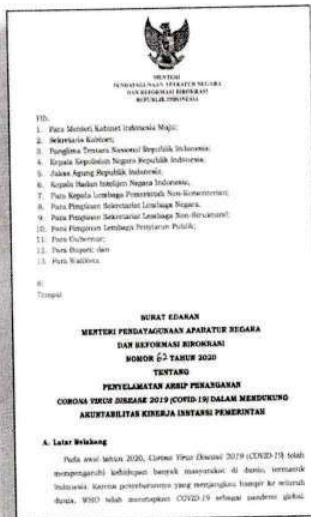 MENTERI
PENDAYAGUNAAN APARATUR NEGARA
DAN REFORMASI BIROKRASI
REPUBLIK INDONESIA
Yth.
1. Para Menteri Kabinet Indonesia Maju;
2. Sekretaris Kabinet;
3. Panglima Tentara Nasional Republik Indonesia;
4. Kepala Kepolisian Negara Republik Indonesia;
5. Jaksa Agung Republik Indonesia;
6. Kepala Badan Intelijen Negara Indonesia;
7. Para Kepala Lembaga Pemerintah Non-Kementerian;
8. Para Pimpinan Sekretariat Lembaga Negara;
9. Para Pimpinan Sekretariat Lembaga Non-Struktural;
10. Para Pimpinan Lembaga Penyiaran Publik;
11. Para Gubernur;
12. Para Bupati; dan
13. Para Walikota
di
Tempat
SURAT EDARAN
MENTERI PENDAYAGUNAAN APARATUR NEGARA
DAN REFORMASI BIROKRASI
NOMOR 62 TAHUN 2020
TENTANG
PENYELAMATAN ARSIP PENANGANAN
CORONA VIRUS DISEASE 2019 (COVID-19) DALAM MENDUKUNG
AKUNTABILITAS KINERJA INSTANSI PEMERINTAH
A. Latar Belakang
Pada awal tahun 2020, Corona Virus Disease 2019 (COVID-19) telah
mempengaruhi kehidupan banyak masyarakat di dunia, termasuk
Indonesia. Karena penyebarannya yang menjangkau hampir ke seluruh
dunia, WHO telah menetapkan COVID-19 sebagai pandemi global.